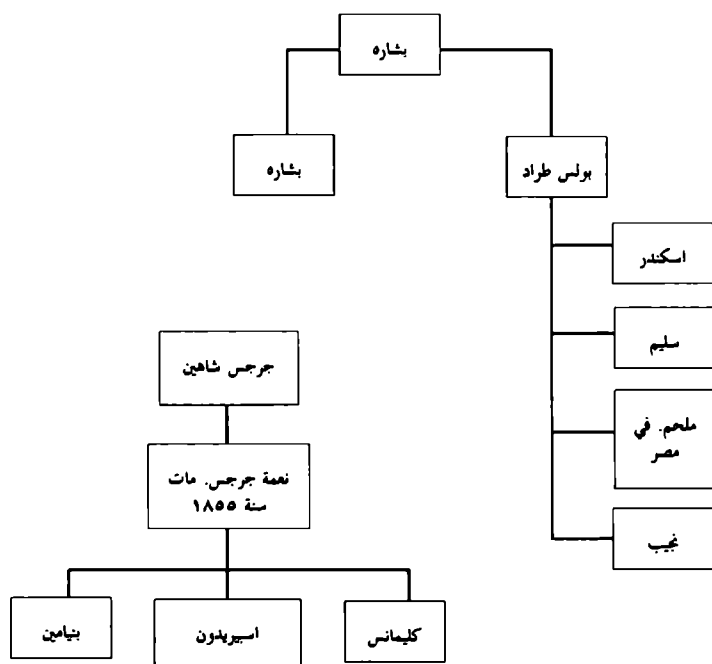 بشاره
بولس طراد
بشاره
اسكندر
سليم
ملحم. في
مصر
نجيب
جرجس شاهين
نعمة جرجس. مات
سنة ١٨٥٥
كليمانس
اسبيريدون
بنيامين